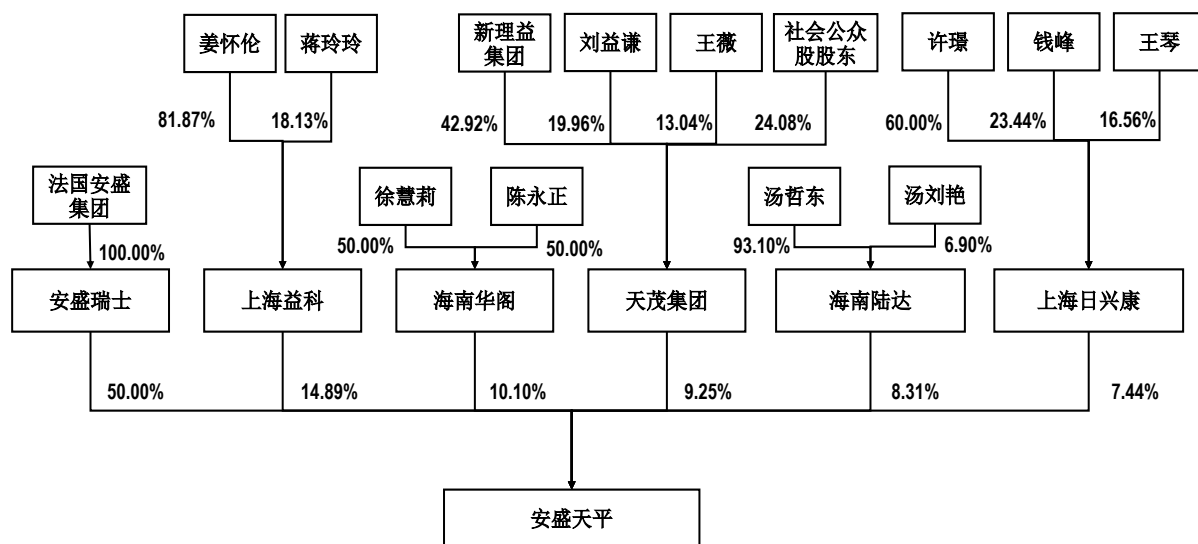 姜怀伦
蒋玲玲
新理益
集团
刘益谦
王薇
社会公众
股股东
许璟
钱峰
王琴
81.87%
18.13%
42.92%
19.96%
13.04%
24.08%
60.00%
23.44%
16.56%
法国安盛
集团
徐慧莉
陈永正
汤哲东
汤刘艳
100.00%
50.00%
50.00%
93.10%
6.90%
安盛瑞士
上海益科
海南华阁
天茂集团
海南陆达
上海日兴康
50.00%
14.89%
10.10%
9.25%
8.31%
7.44%
安盛天平